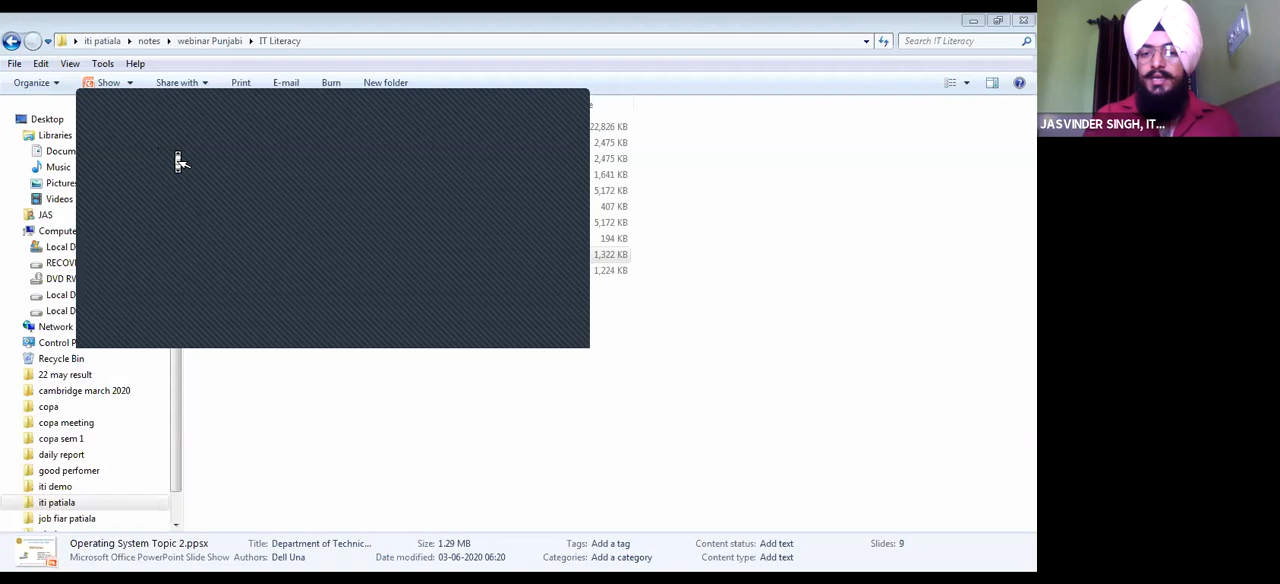 iti patiala ▸ notes ▸ webinar Punjabi ▸ IT Literacy
Search IT Literacy
File Edit View Tools Help
Organize Show Share with Print E-mail Burn New folder
Desktop
Libraries
Docum
Music
Pictures
Videos
JAS
Compute
Local D
RECOV
DVD RV
Local D
Local D
Network
Control P
Recycle Bin
22 may result
cambridge march 2020
copa
copa meeting
copa sem 1
daily report
good perfomer
iti demo
iti patiala
job fiar patiala
22,826 KB
2,475 KB
2,475 KB
1,641 KB
5,172 KB
407 KB
5,172 KB
194 KB
1,322 KB
1,224 KB
Operating System Topic 2.ppsx Title: Department of Technic... Size: 1.29 MB Tags: Add a tag Content status: Add text Slides: 9
Microsoft Office PowerPoint Slide Show Authors: Dell Una Date modified: 03-06-2020 06:20 Categories: Add a category Content type: Add text
JASVINDER SINGH, IT...